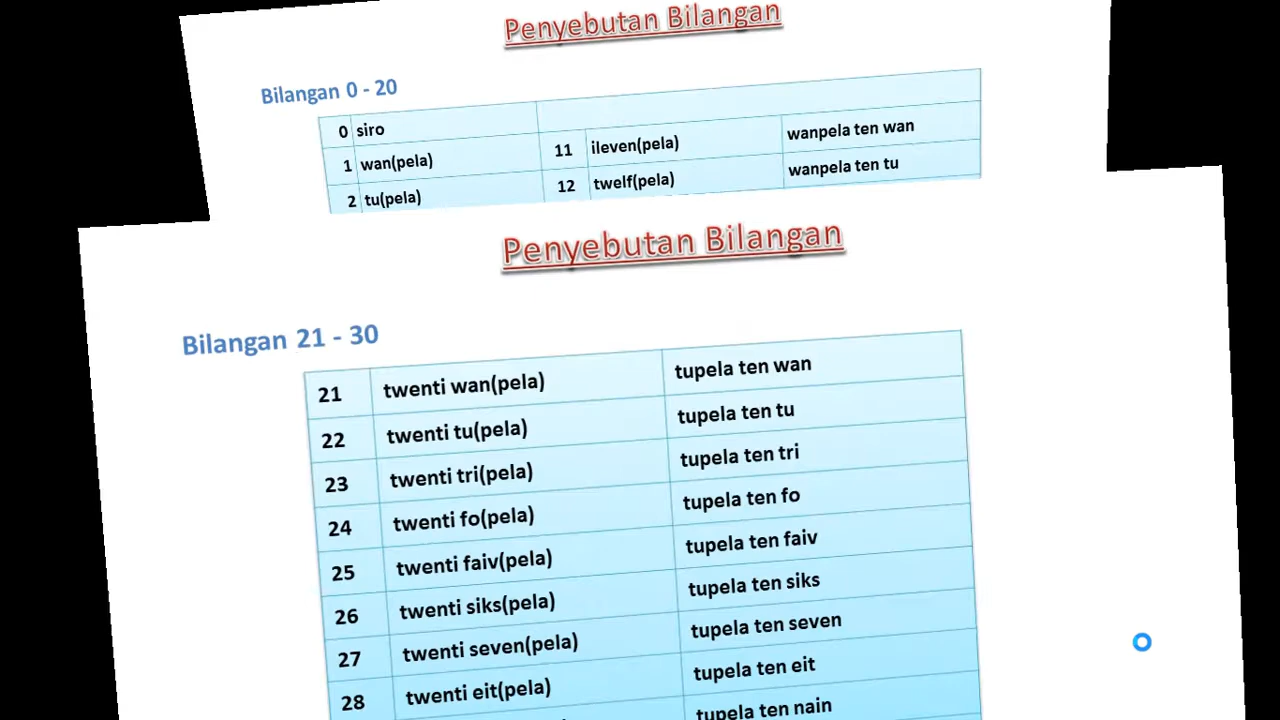 Penyebutan Bilangan
Bilangan 0 - 20
0 siro
1 wan(pela) 11 ileven(pela) wanpela ten wan
2 tu(pela) 12 twelf(pela) wanpela ten tu
Penyebutan Bilangan
Bilangan 21 - 30
21 twenti wan(pela) tupela ten wan
22 twenti tu(pela) tupela ten tu
23 twenti tri(pela) tupela ten tri
24 twenti fo(pela) tupela ten fo
25 twenti faiv(pela) tupela ten faiv
26 twenti siks(pela) tupela ten siks
27 twenti seven(pela) tupela ten seven
28 twenti eit(pela) tupela ten eit
tupela ten nain